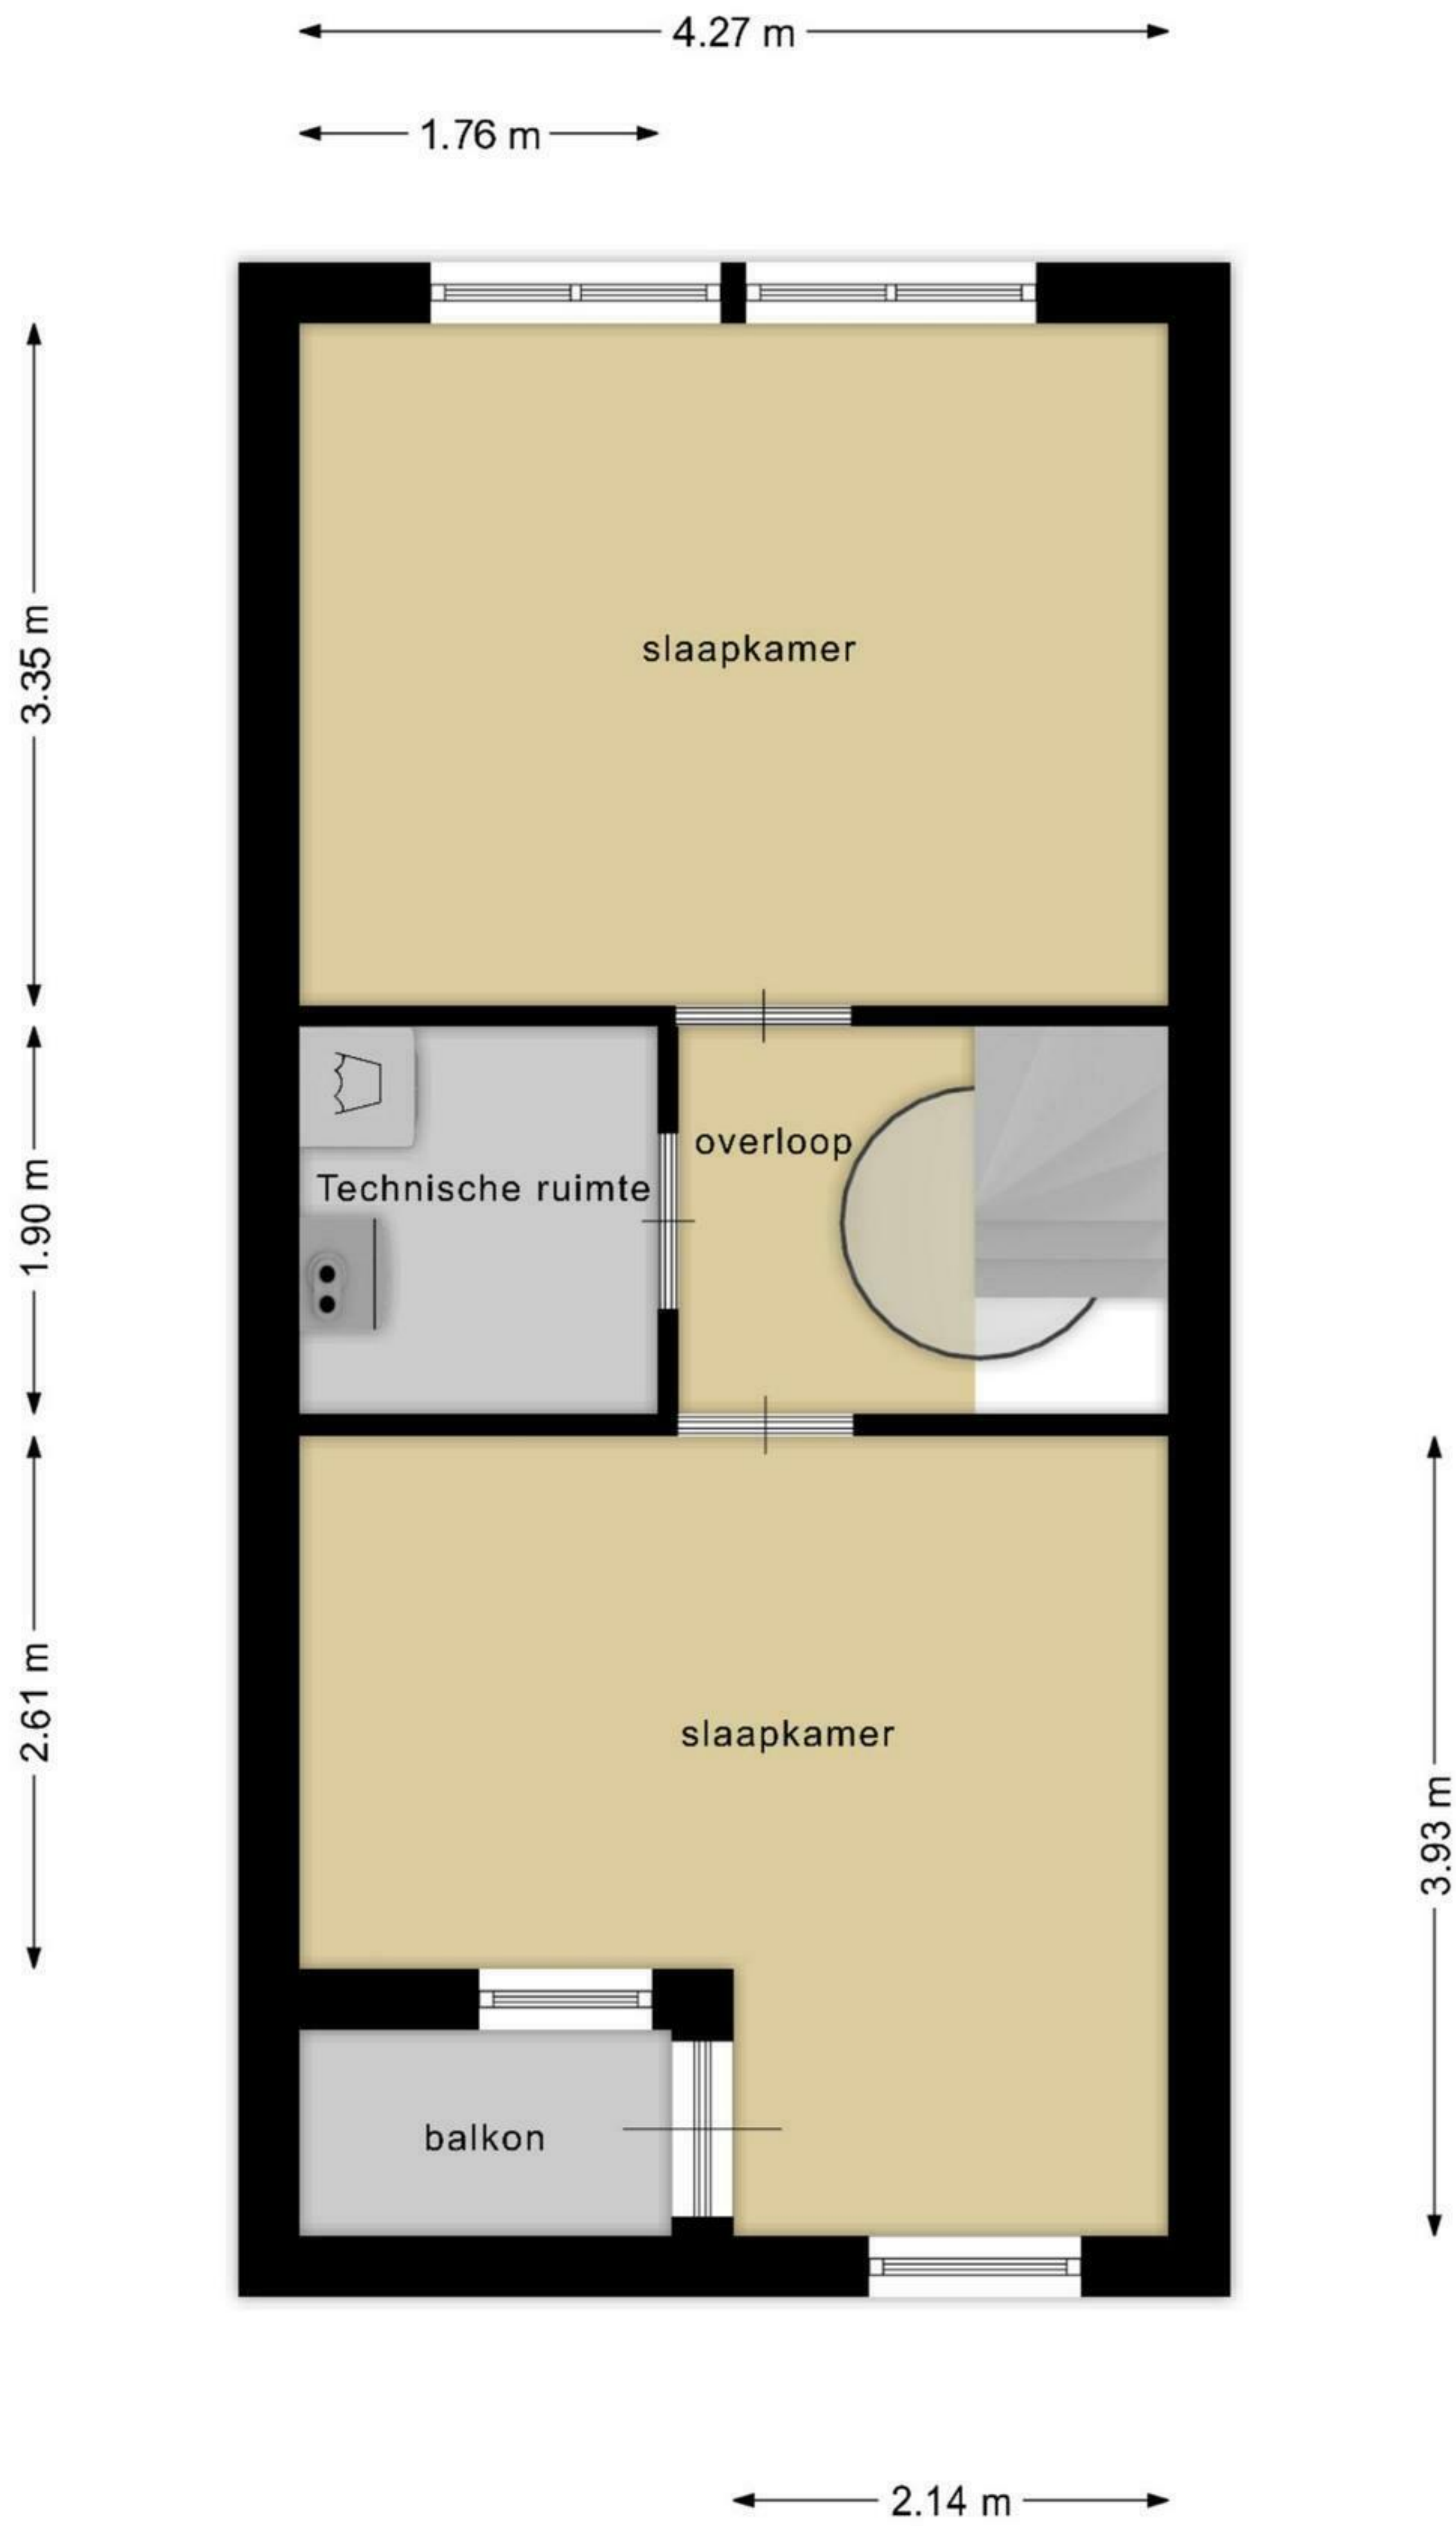 4.27 m
1.76 m
3.35 m
slaapkamer
overloop
Technische ruimte
1.90 m
slaapkamer
2.61 m
3.93 m
balkon
2.14 m